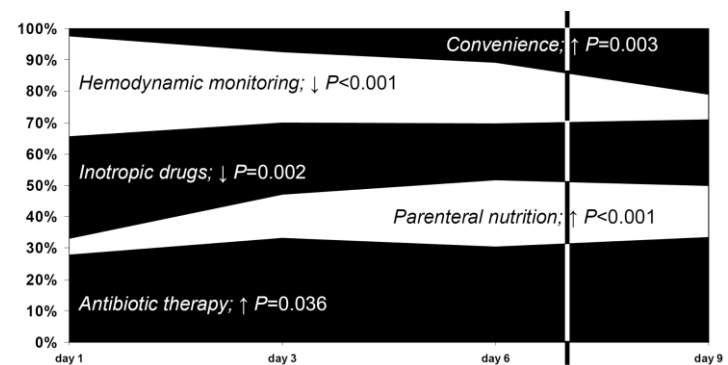 100%
90%
80%
70%
60%
50%
40%
30%
20%
10%
0%
Convenience; ↑ P=0.003
Hemodynamic monitoring; ↓ P<0.001
Inotropic drugs; ↓ P=0.002
Parenteral nutrition; ↑ P<0.001
Antibiotic therapy; ↑ P=0.036
day 1 day 3 day 6 day 9